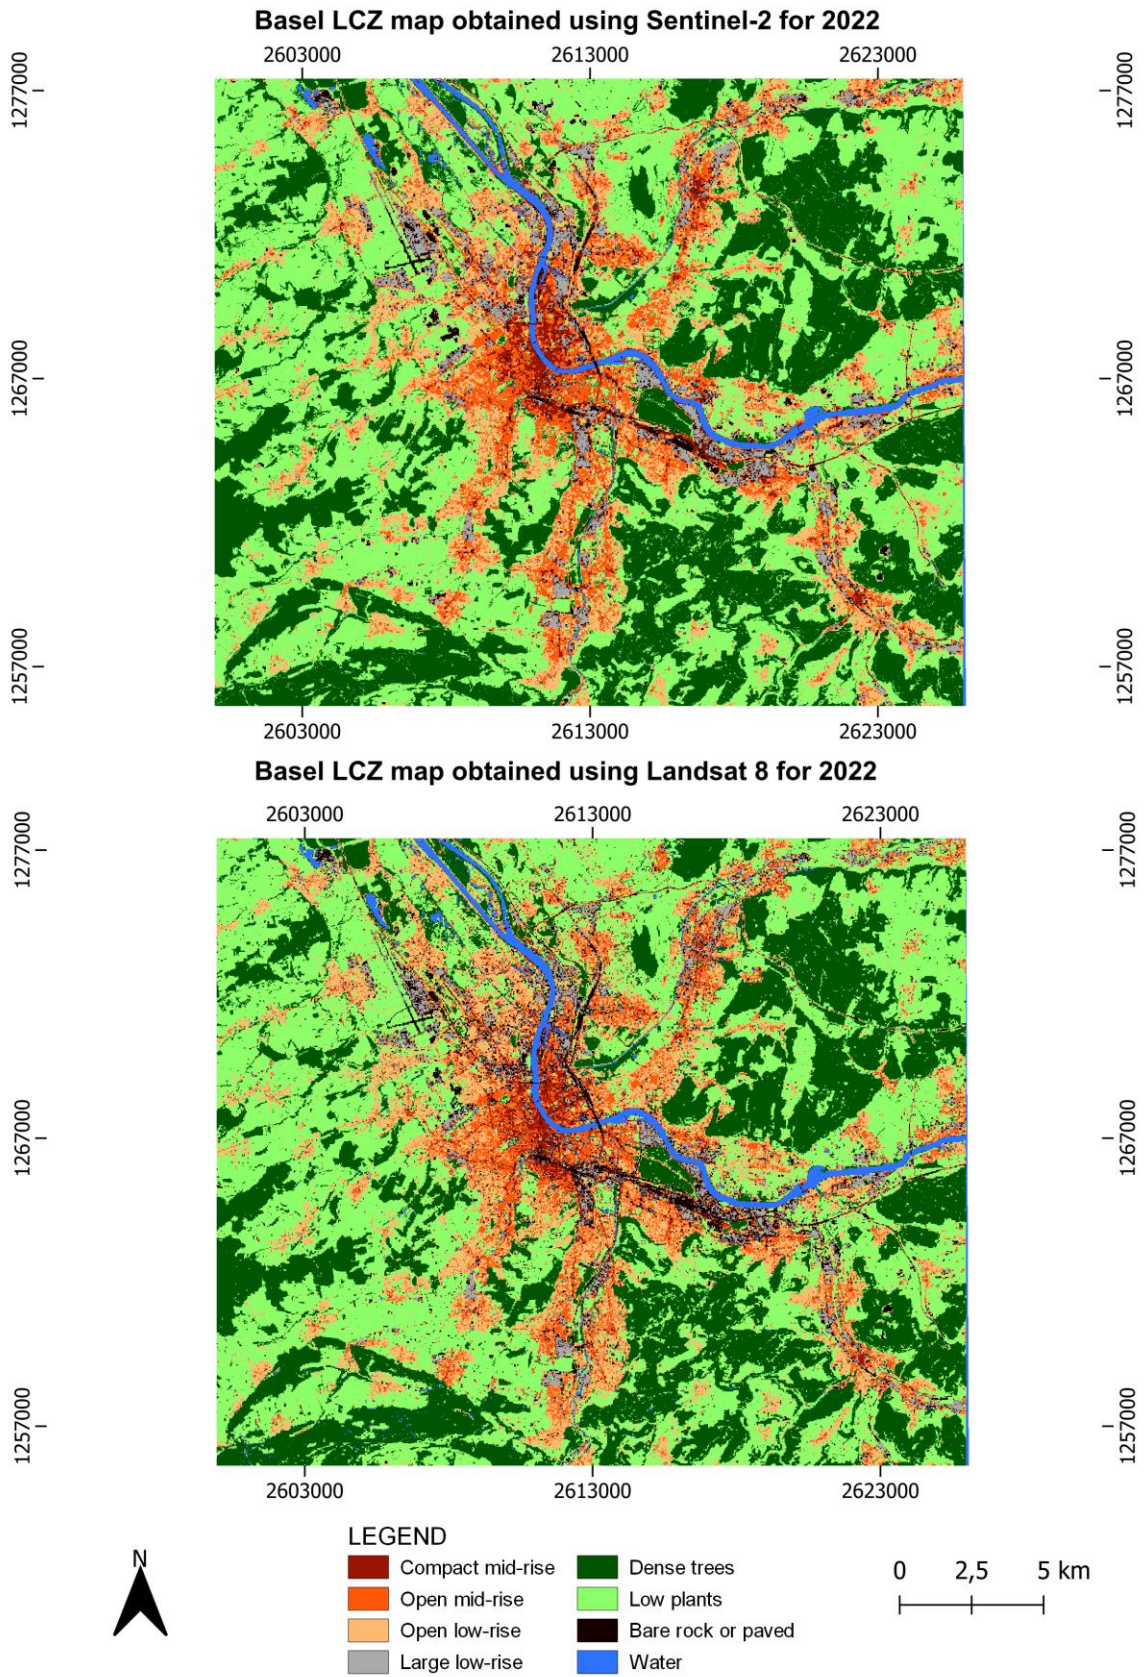 Basel LCZ map obtained using Sentinel-2 for 2022
2603000 2613000 2623000
1277000 1277000
1267000 1267000
1257000 1257000
2603000 2613000 2623000
Basel LCZ map obtained using Landsat 8 for 2022
2603000 2613000 2623000
1277000 1277000
1267000 1267000
1257000 1257000
2603000 2613000 2623000
LEGEND
N
Compact mid-rise Dense trees 0 2,5 5 km
Open mid-rise Low plants
Open low-rise Bare rock or paved
Large low-rise Water